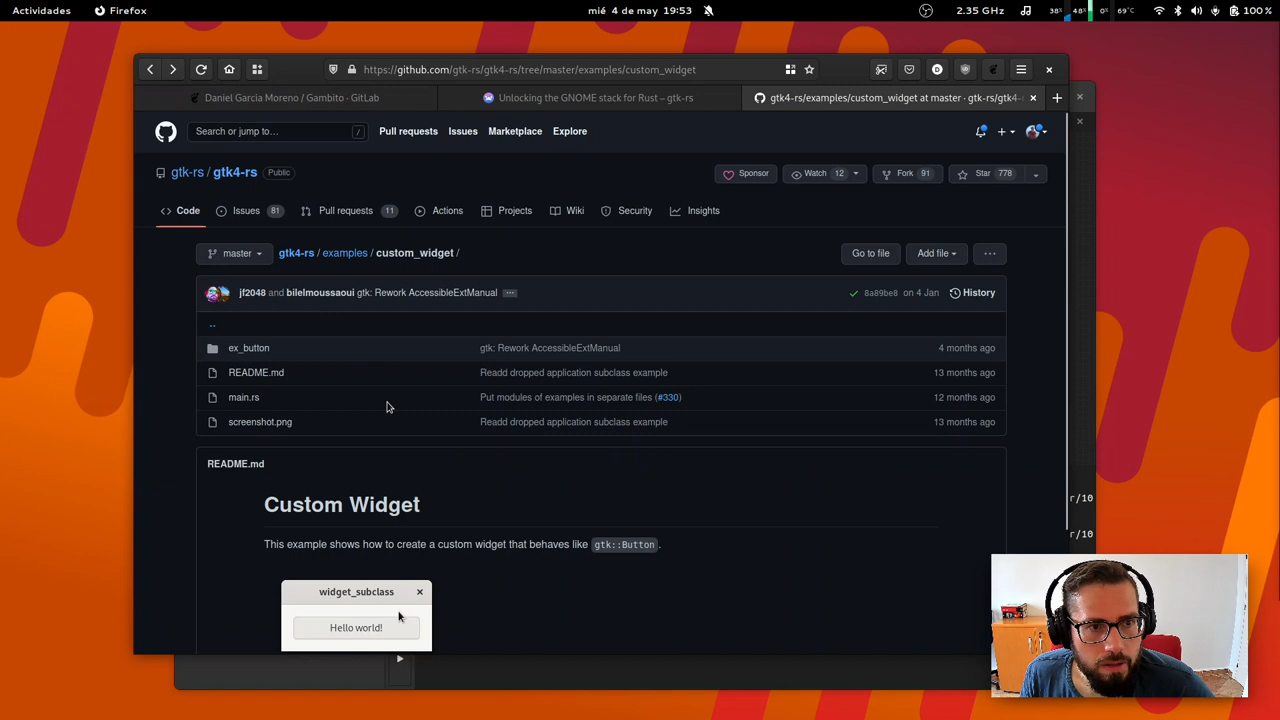 Actividades Firefox mié 4 de may 19:53 2.35 GHz 38% 48% 0% 69°C 100 %
https://github.com/gtk-rs/gtk4-rs/tree/master/examples/custom_widget
Daniel Garcia Moreno / Gambito · GitLab Unlocking the GNOME stack for Rust – gtk-rs gtk4-rs/examples/custom_widget at master · gtk-rs/gtk4-
Search or jump to… / Pull requests Issues Marketplace Explore
gtk-rs / gtk4-rs Public Sponsor Watch 12 Fork 91 Star 778
Code Issues 81 Pull requests 11 Actions Projects Wiki Security Insights
master gtk4-rs / examples / custom_widget / Go to file Add file
jf2048 and bilelmoussaoui gtk: Rework AccessibleExtManual 8a89be8 on 4 Jan History
..
ex_button gtk: Rework AccessibleExtManual 4 months ago
README.md Readd dropped application subclass example 13 months ago
main.rs Put modules of examples in separate files (#330) 12 months ago
screenshot.png Readd dropped application subclass example 13 months ago
README.md
r/10
Custom Widget
r/10
This example shows how to create a custom widget that behaves like gtk::Button.
widget_subclass
Hello world!